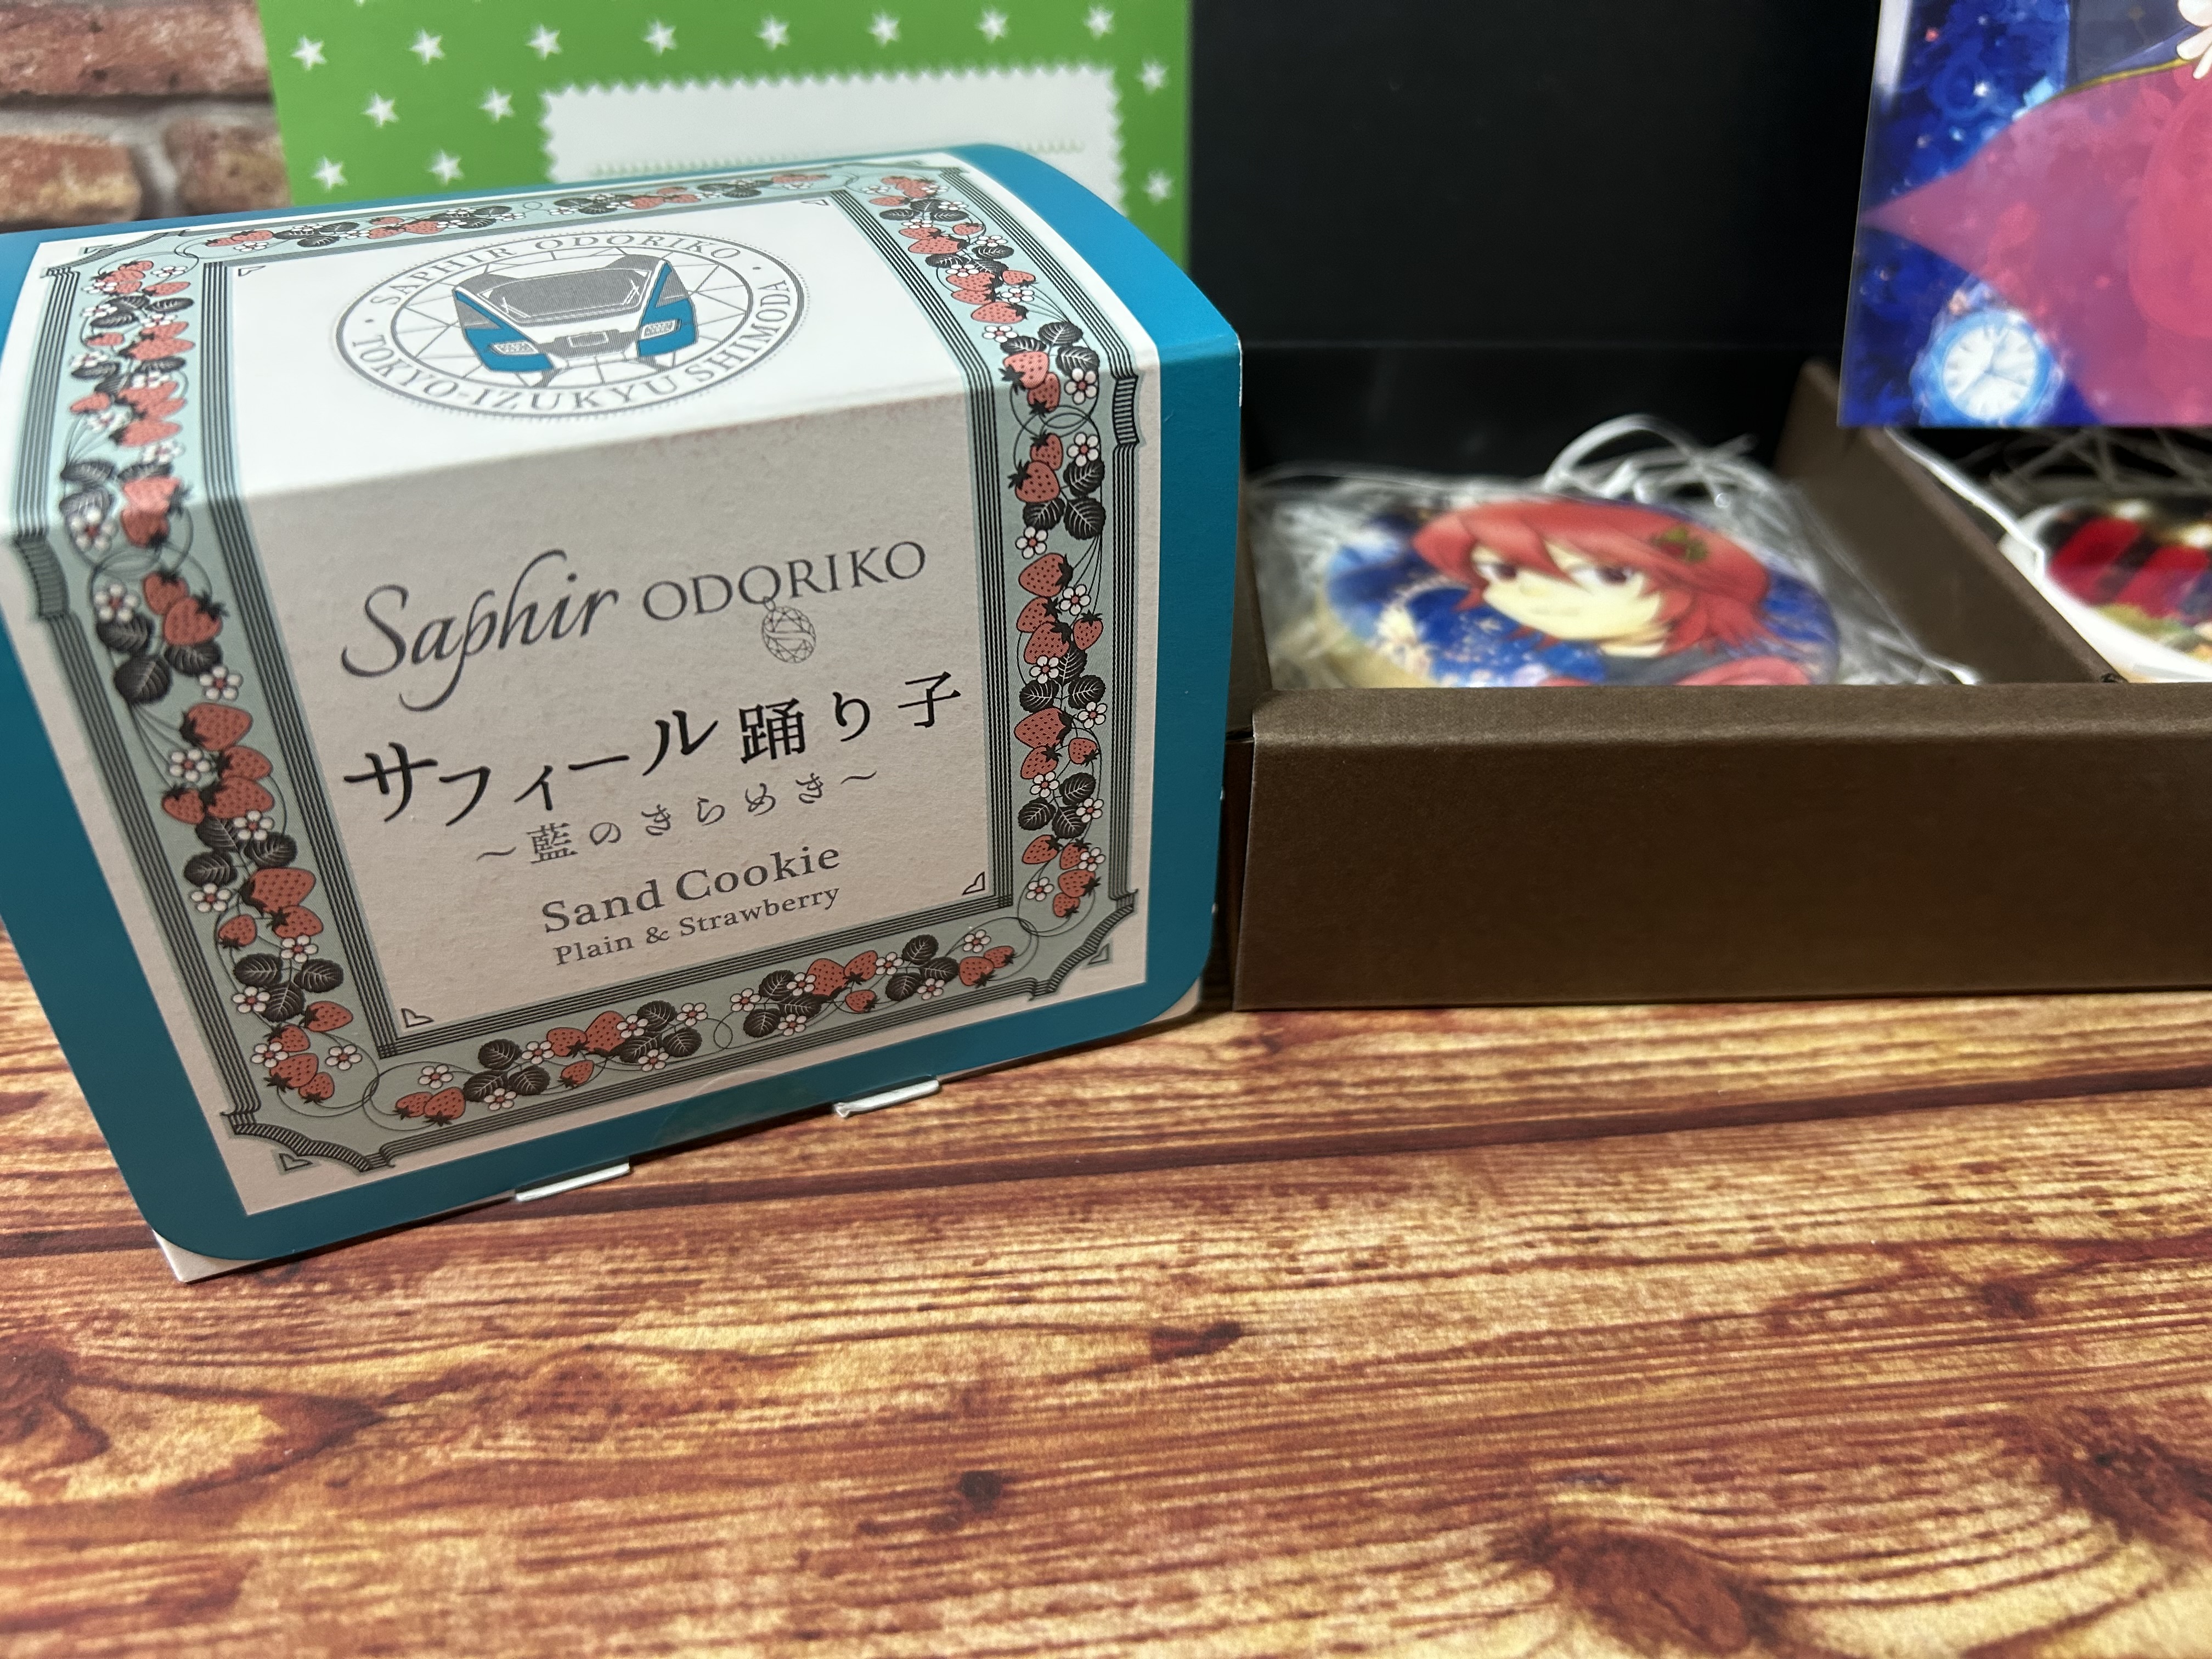 ・SAPHIR ODORIKO・
TOKYO-IZUKYU SHIMODA
Saphir ODORIKO
サフィール踊り子
～藍のきらめき～
Sand Cookie
Plain & Strawberry